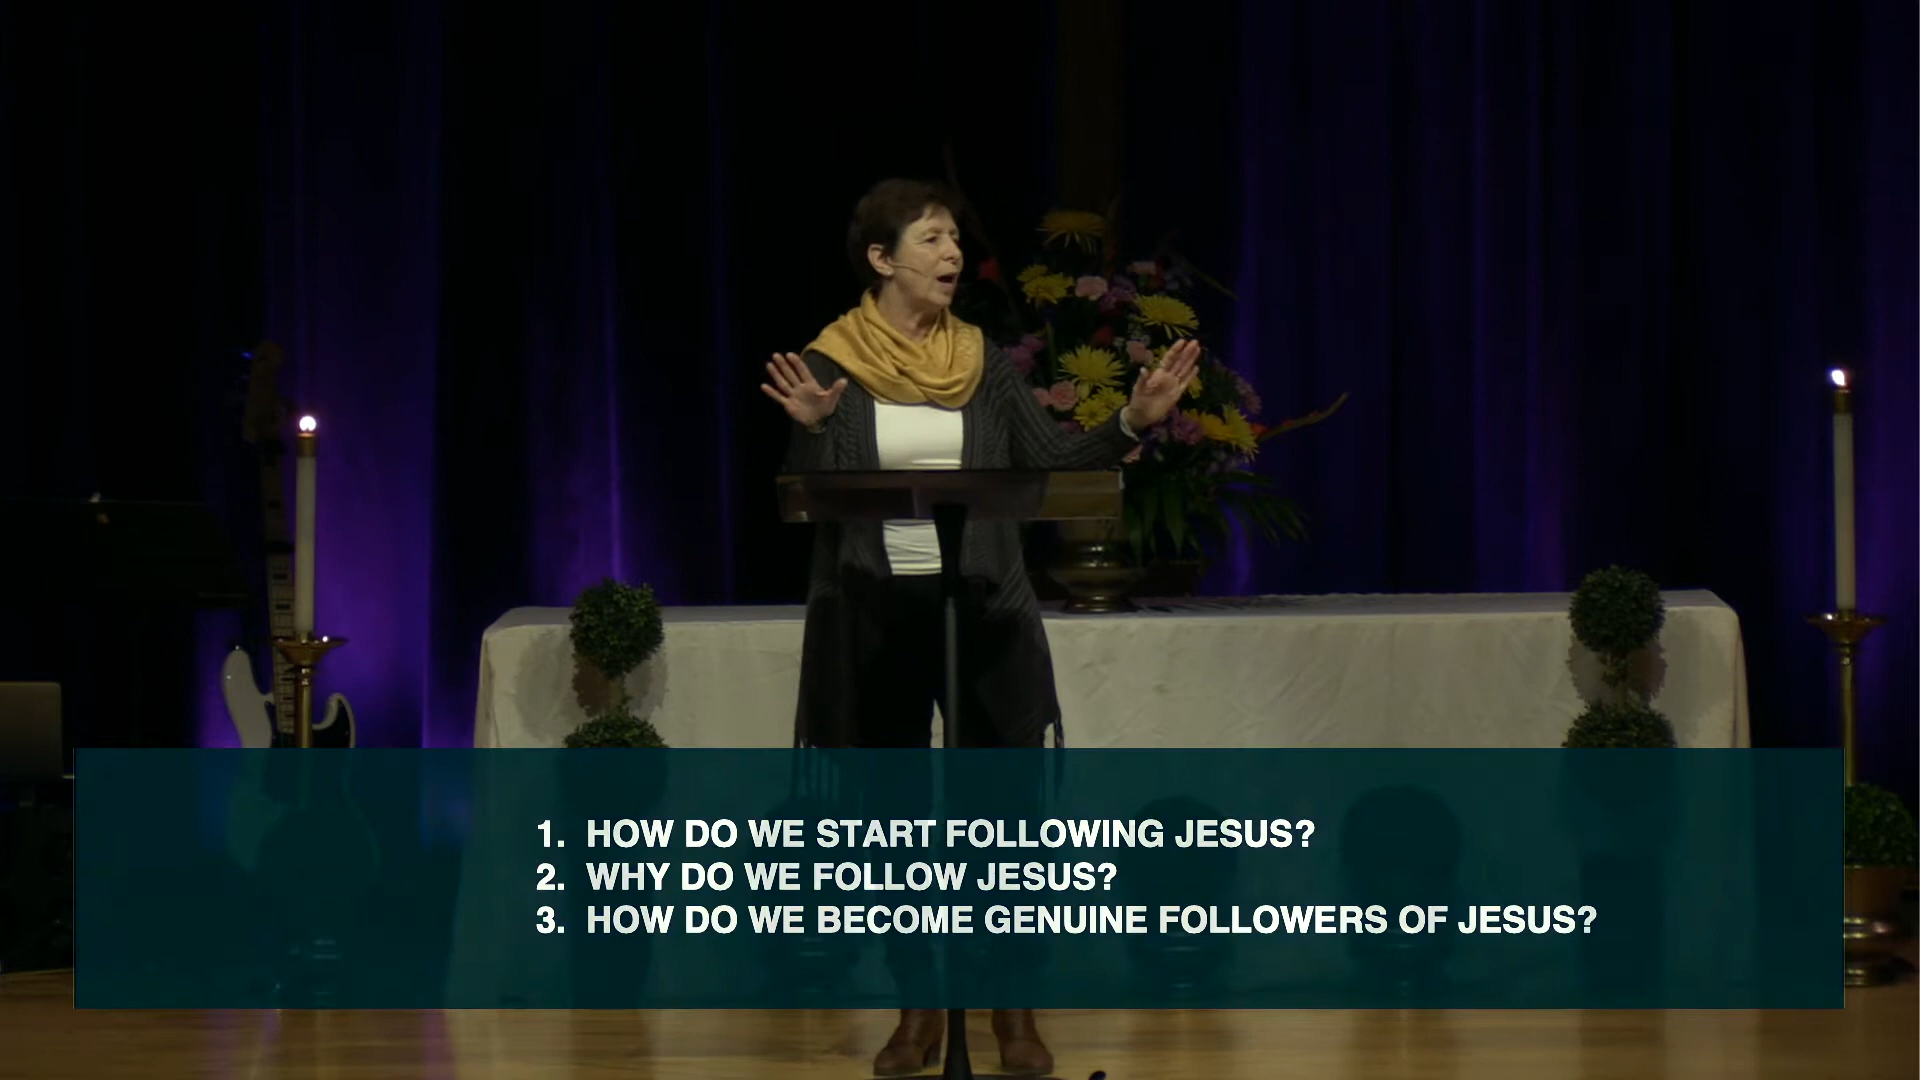 1. HOW DO WE START FOLLOWING JESUS?
2. WHY DO WE FOLLOW JESUS?
3. HOW DO WE BECOME GENUINE FOLLOWERS OF JESUS?